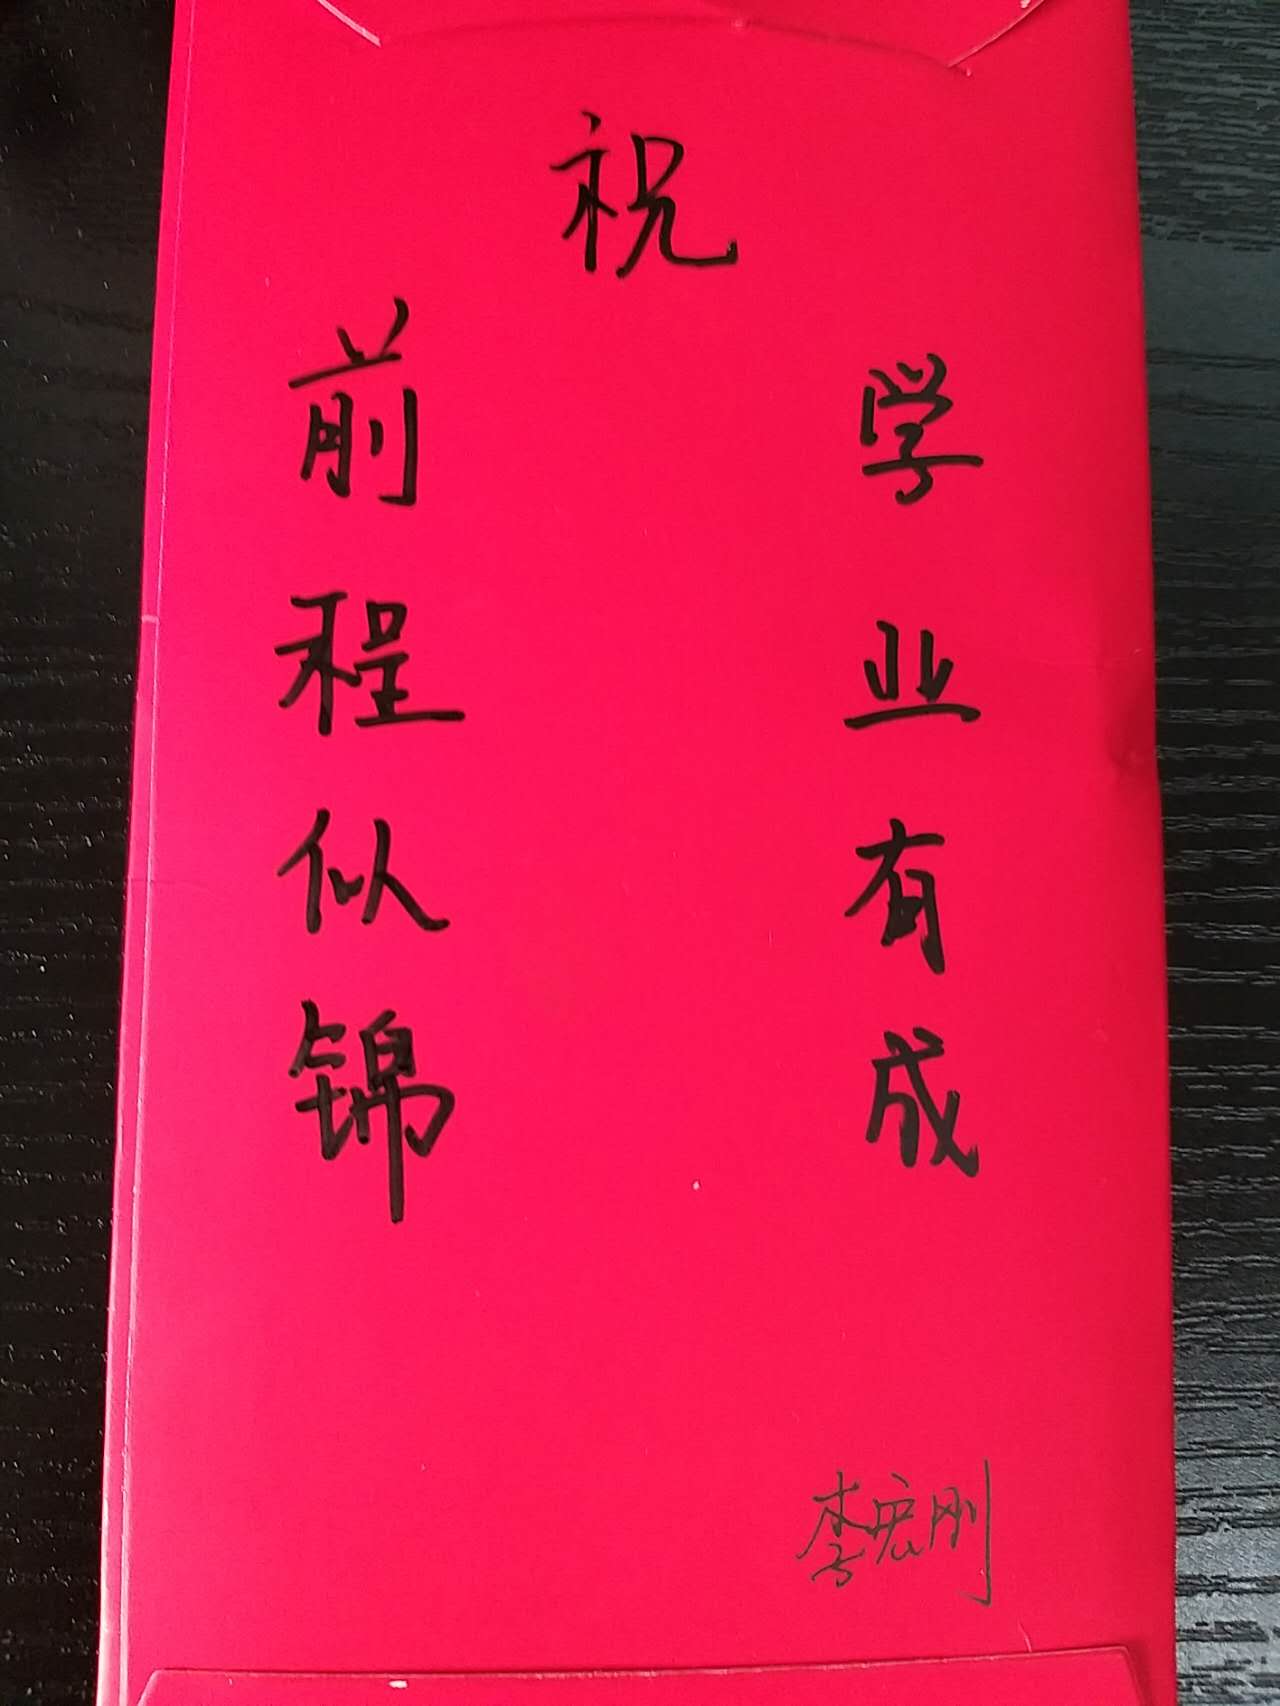 祝
学业有成
前程似锦
李宏刚